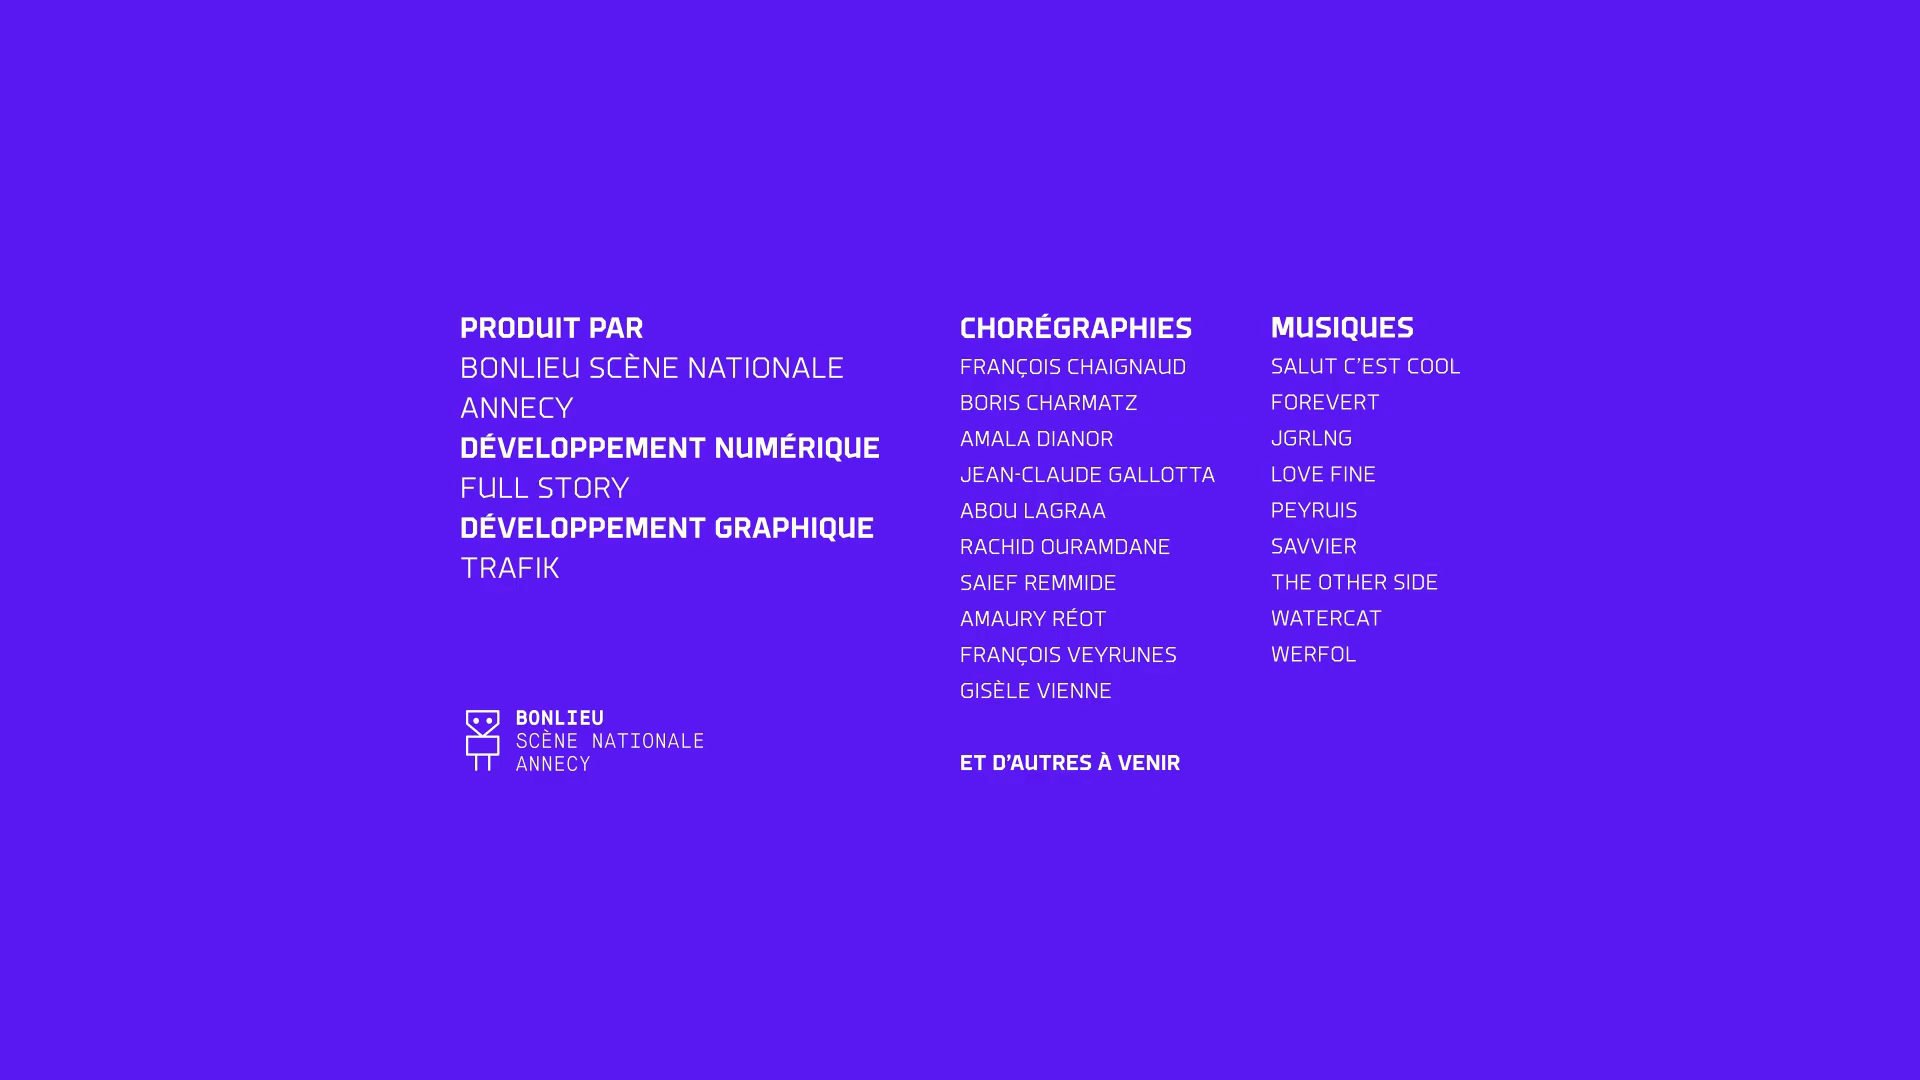 PRODUIT PAR
BONLIEU SCÈNE NATIONALE
ANNECY
DÉVELOPPEMENT NUMÉRIQUE
FULL STORY
DÉVELOPPEMENT GRAPHIQUE
TRAFIK
BONLIEU
SCÈNE NATIONALE
ANNECY
CHORÉGRAPHIES
FRANÇOIS CHAIGNAUD
BORIS CHARMATZ
AMALA DIANOR
JEAN-CLAUDE GALLOTTA
ABOU LAGRAA
RACHID OURAMDANE
SAIEF REMMIDE
AMAURY RÉOT
FRANÇOIS VEYRUNES
GISÈLE VIENNE
ET D’AUTRES À VENIR
MUSIQUES
SALUT C’EST COOL
FOREVERT
JGRLNG
LOVE FINE
PEYRUIS
SAVVIER
THE OTHER SIDE
WATERCAT
WERFOL